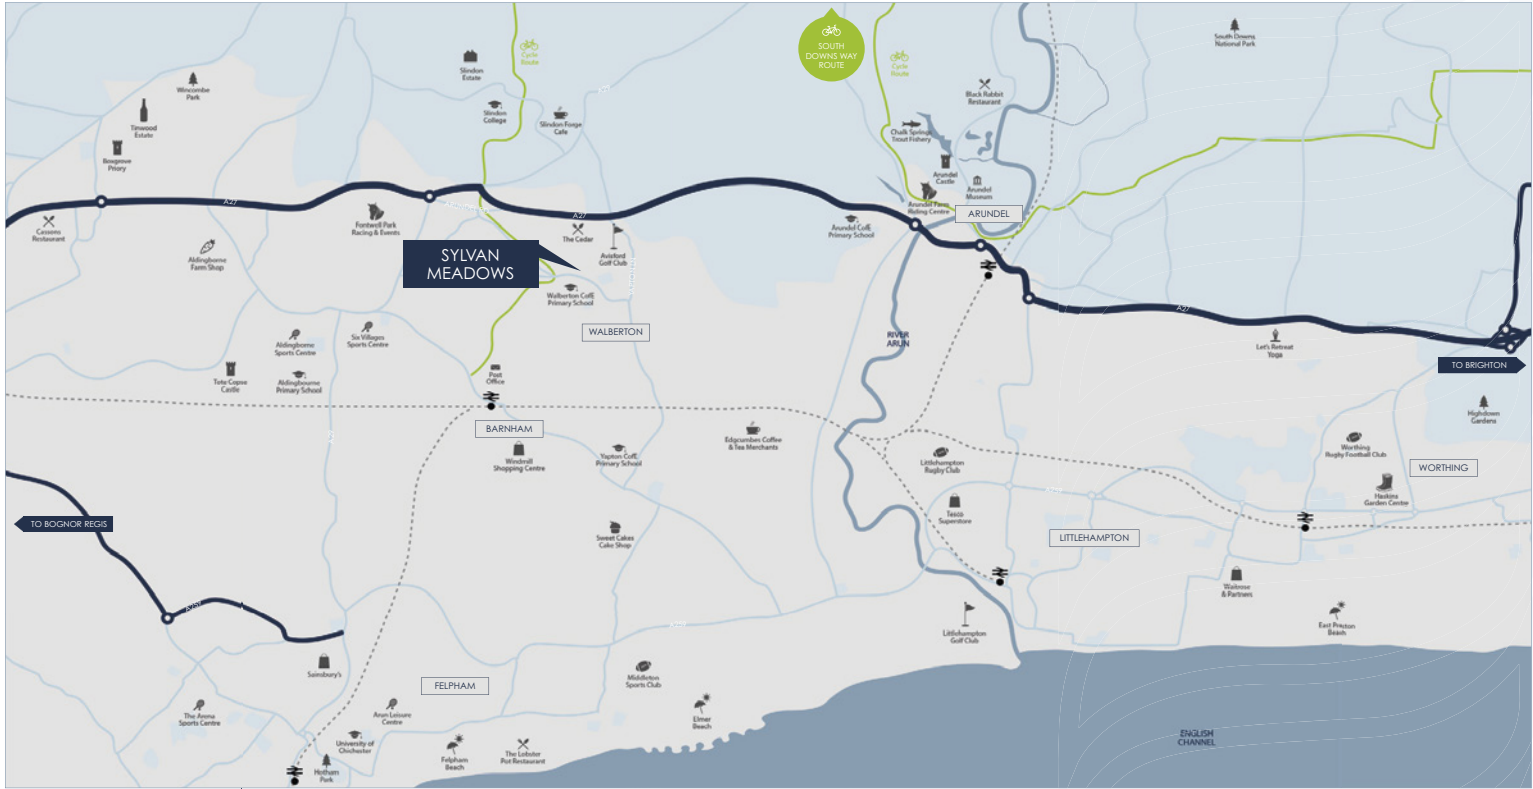 SOUTH
DOWNS WAY
ROUTE
Cycle
Route
Cycle
Route
South Downs
National Park
Slindon
Estate
Wincombe
Park
Black Rabbit
Restaurant
A29
Slindon
College
Slindon Forge
Cafe
Tinwood
Estate
Chalk Springs
Trout Fishery
Boxgrove
Priory
Arundel
Castle
Arundel
Museum
Arundel Farm
Riding Centre
ARUNDEL
A27
A27
Cassons
Restaurant
Fontwell Park
Racing & Events
Arundel CofE
Primary School
The Cedar
Avisford
Golf Club
Aldingborne
Farm Shop
SYLVAN
MEADOWS
Walberton CofE
Primary School
A27
WALBERTON
RIVER
ARUN
Aldingborne
Sports Centre
Six Villages
Sports Centre
Let's Retreat
Yoga
TO BRIGHTON
Tote Copse
Castle
Aldingbourne
Primary School
Post
Office
Highdown
Gardens
BARNHAM
Windmill
Shopping Centre
Yapton CofE
Primary School
Edgcumbes Coffee
& Tea Merchants
Littlehampton
Rugby Club
Worthing
Rugby Football Club
WORTHING
Haskins
Garden Centre
Tesco
Superstore
TO BOGNOR REGIS
Sweet Cakes
Cake Shop
LITTLEHAMPTON
Waitrose
& Partners
A259
A259
East Preston
Beach
Littlehampton
Golf Club
Sainsbury's
Middleton
Sports Club
FELPHAM
The Arena
Sports Centre
Arun Leisure
Centre
Elmer
Beach
University of
Chichester
Felpham
Beach
The Lobster
Pot Restaurant
Hotham
Park
ENGLISH
CHANNEL